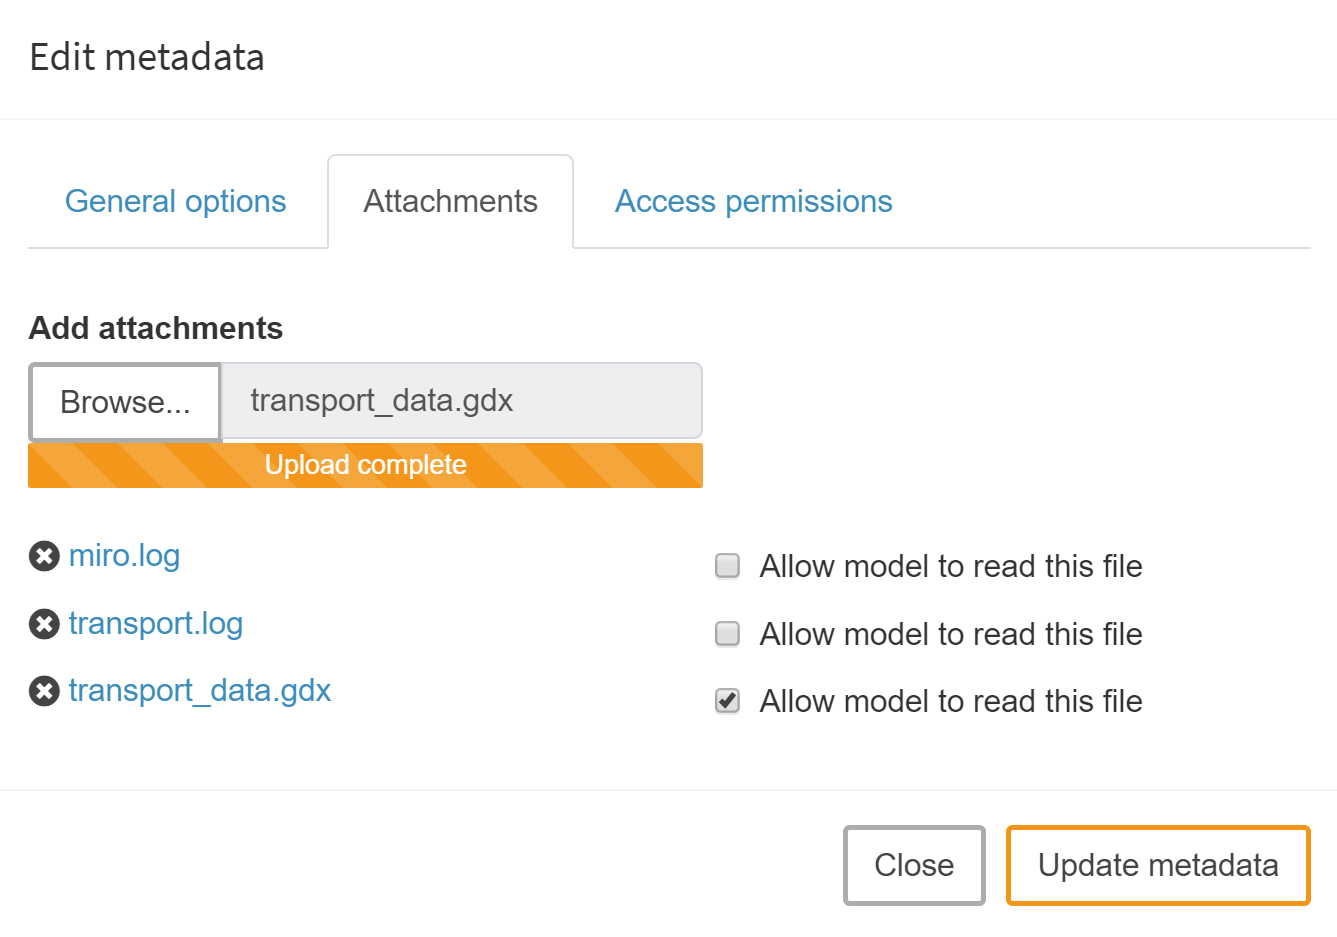 Edit metadata
General options Attachments Access permissions
Add attachments
Browse... transport_data.gdx
Upload complete
miro.log Allow model to read this file
transport.log Allow model to read this file
transport_data.gdx Allow model to read this file
Close Update metadata